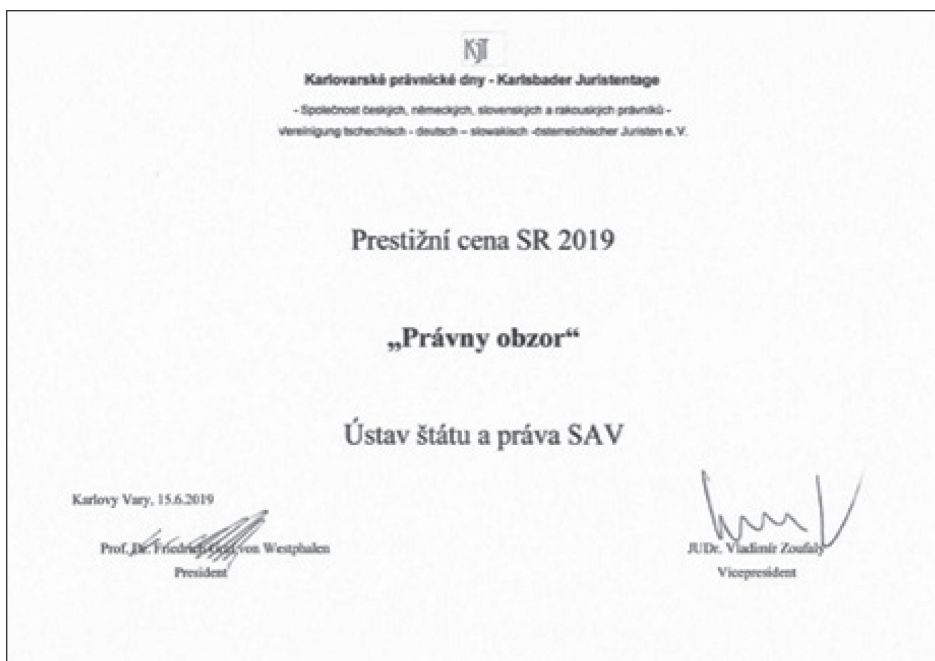 KJT
Karlovarské právnické dny - Karlsbader Juristentage
- Společnost českých, německých, slovenských a rakouských právníků -
Vereinigung tschechisch - deutsch – slowakisch -österreichischer Juristen e.V.
Prestižní cena SR 2019
„Právny obzor“
Ústav štátu a práva SAV
Karlovy Vary, 15.6.2019
Prof. Dr. Friedrich Graf von Westphalen
President
JUDr. Vladimír Zoufalý
Vicepresident